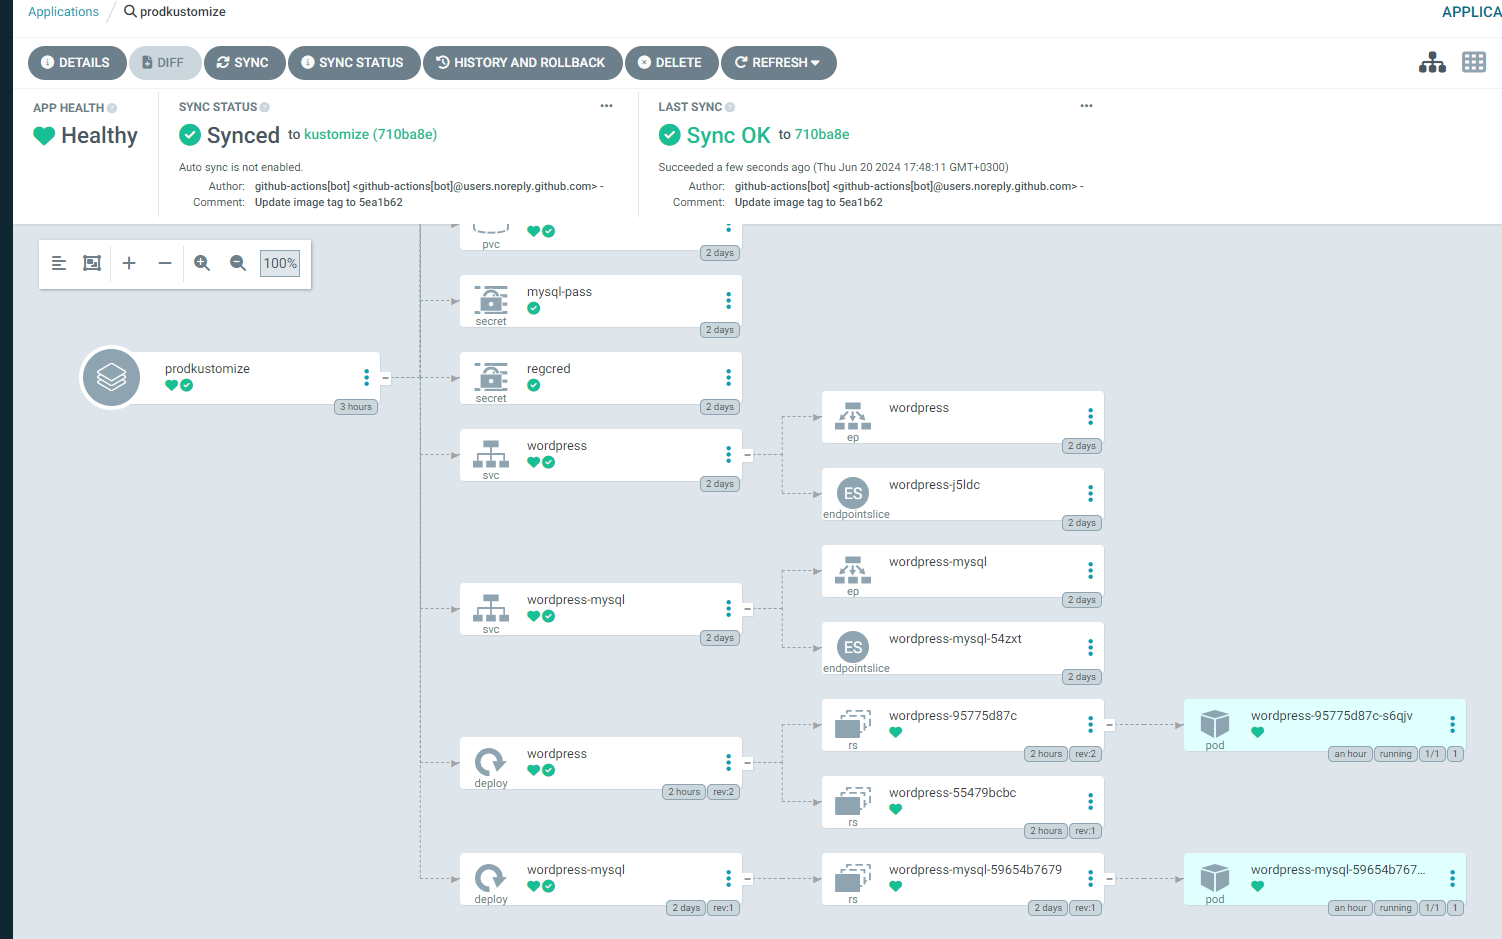 Applications
prodkustomize
APPLICA
DETAILS
DIFF
SYNC
SYNC STATUS
HISTORY AND ROLLBACK
DELETE
REFRESH
APP HEALTH
Healthy
SYNC STATUS
Synced to kustomize (710ba8e)
Auto sync is not enabled.
Author: github-actions[bot] <github-actions[bot]@users.noreply.github.com> -
Comment: Update image tag to 5ea1b62
LAST SYNC
Sync OK to 710ba8e
Succeeded a few seconds ago (Thu Jun 20 2024 17:48:11 GMT+0300)
Author: github-actions[bot] <github-actions[bot]@users.noreply.github.com> -
Comment: Update image tag to 5ea1b62
100%
prodkustomize
3 hours
pvc
2 days
mysql-pass
secret
2 days
regcred
secret
2 days
wordpress
svc
2 days
wordpress
ep
2 days
ES
wordpress-j5ldc
endpointslice
2 days
wordpress-mysql
svc
2 days
wordpress-mysql
ep
2 days
ES
wordpress-mysql-54zxt
endpointslice
2 days
wordpress
deploy
2 hours
rev:2
wordpress-95775d87c
rs
2 hours
rev:2
wordpress-95775d87c-s6qjv
pod
an hour
running
1/1
1
wordpress-55479bcbc
rs
2 hours
rev:1
wordpress-mysql
deploy
2 days
rev:1
wordpress-mysql-59654b7679
rs
2 days
rev:1
wordpress-mysql-59654b767...
pod
an hour
running
1/1
1